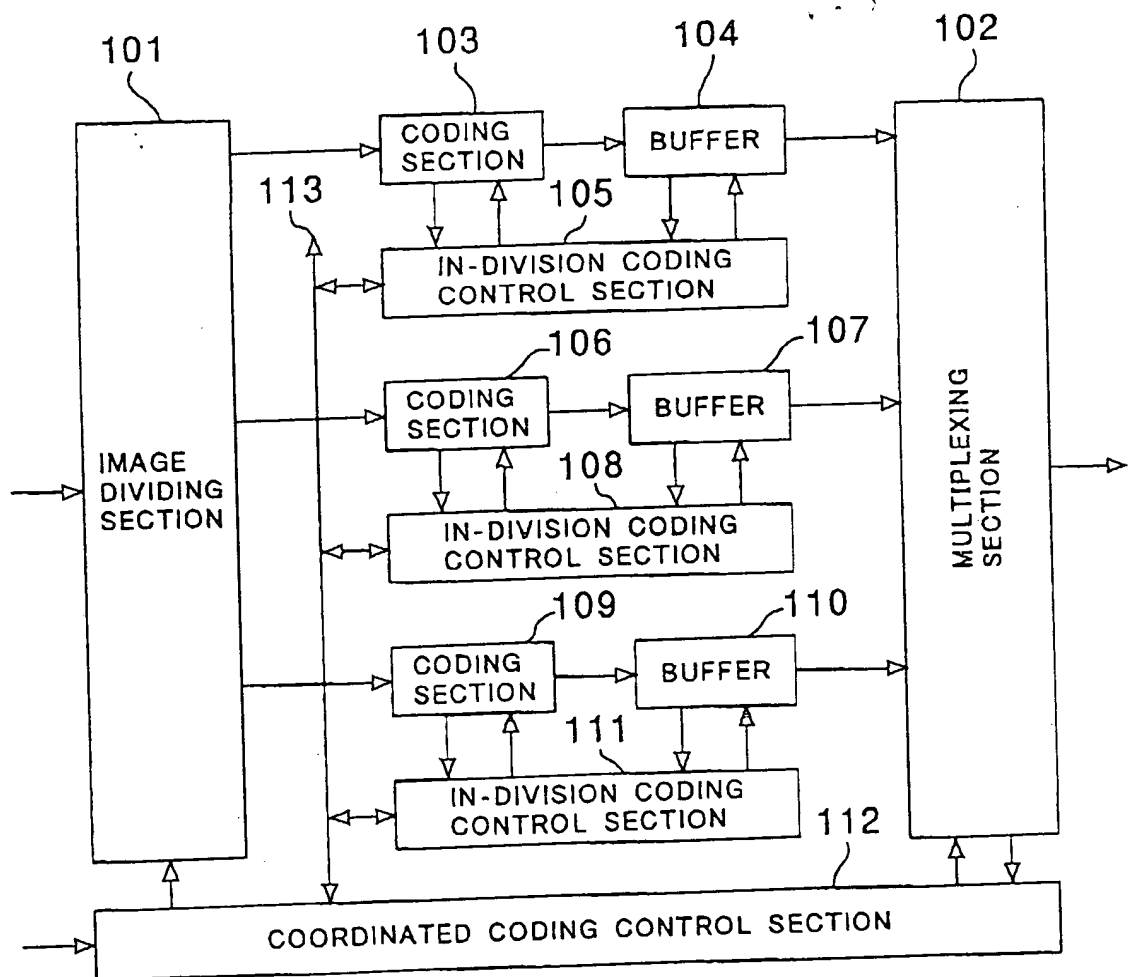 101
103
104
102
CODING
SECTION
BUFFER
113
105
IN-DIVISION CODING
CONTROL SECTION
106
107
CODING
SECTION
BUFFER
IMAGE
DIVIDING
SECTION
108
IN-DIVISION CODING
CONTROL SECTION
MULTIPLEXING
SECTION
109
110
CODING
SECTION
BUFFER
111
IN-DIVISION CODING
CONTROL SECTION
112
COORDINATED CODING CONTROL SECTION